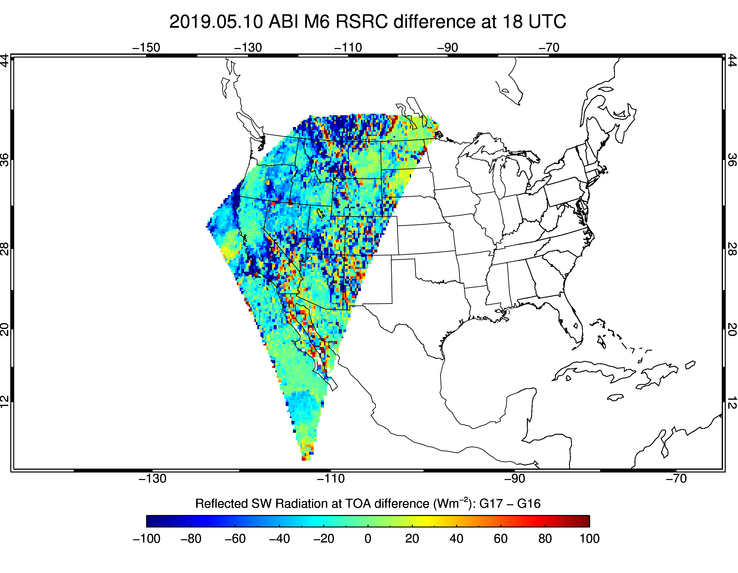 2019.05.10 ABI M6 RSRC difference at 18 UTC
−150 −130 −110 −90 −70
44 44
36 36
28 28
20 20
12 12
−130 −110 −90 −70
Reflected SW Radiation at TOA difference (Wm⁻²): G17 − G16
−100 −80 −60 −40 −20 0 20 40 60 80 100